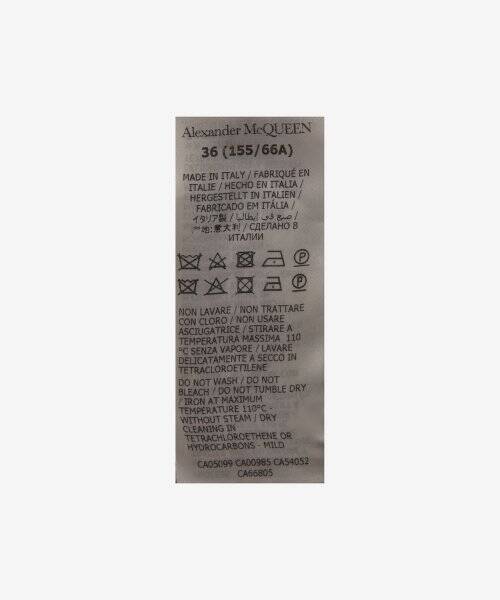 Alexander McQUEEN
36 (155/66A)
MADE IN ITALY / FABRIQUÉ EN
ITALIE / HECHO EN ITALIA /
HERGESTELLT IN ITALIEN /
FABRICADO EM ITÁLIA /
イタリア製 / صنع في إيطاليا /
地:意大利 / СДЕЛАНО В
ИТАЛИИ
P
P
NON LAVARE / NON TRATTARE
CON CLORO / NON USARE
ASCIUGATRICE / STIRARE A
TEMPERATURA MASSIMA 110
°C SENZA VAPORE / LAVARE
DELICATAMENTE A SECCO IN
TETRACLOROETILENE
DO NOT WASH / DO NOT
BLEACH / DO NOT TUMBLE DRY
/ IRON AT MAXIMUM
TEMPERATURE 110°C -
WITHOUT STEAM / DRY
CLEANING IN
TETRACHLOROETHENE OR
HYDROCARBONS - MILD
CA05099 CA00985 CA54052
CA66805